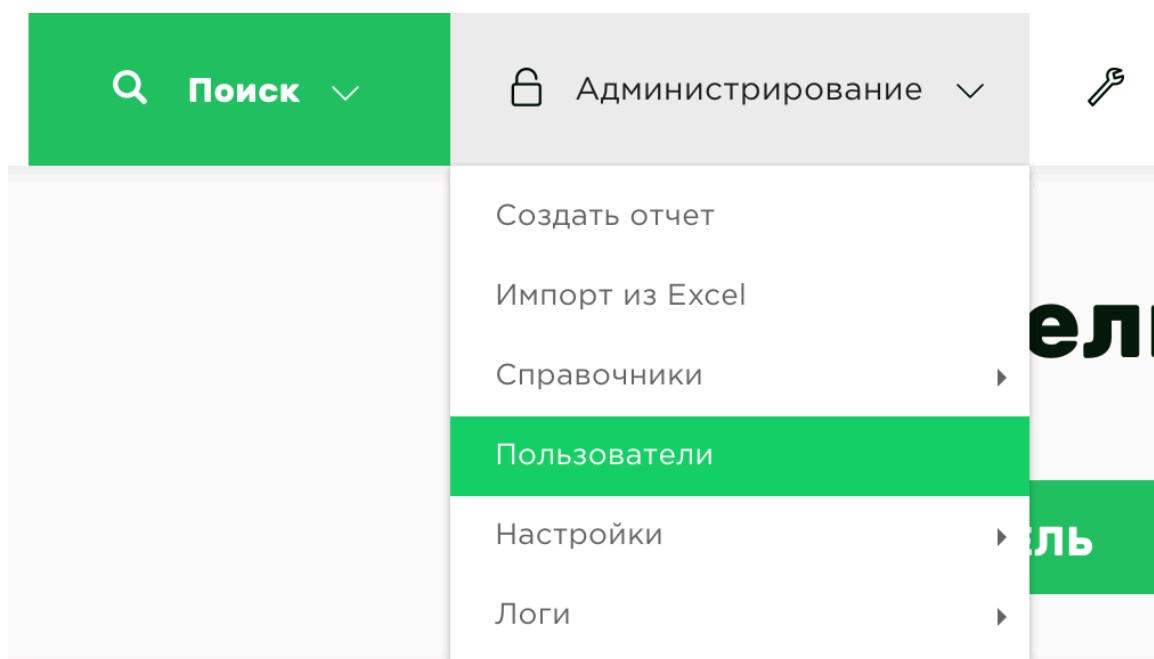 Поиск
Администрирование
Создать отчет
Импорт из Excel
Справочники
Пользователи
Настройки
Логи